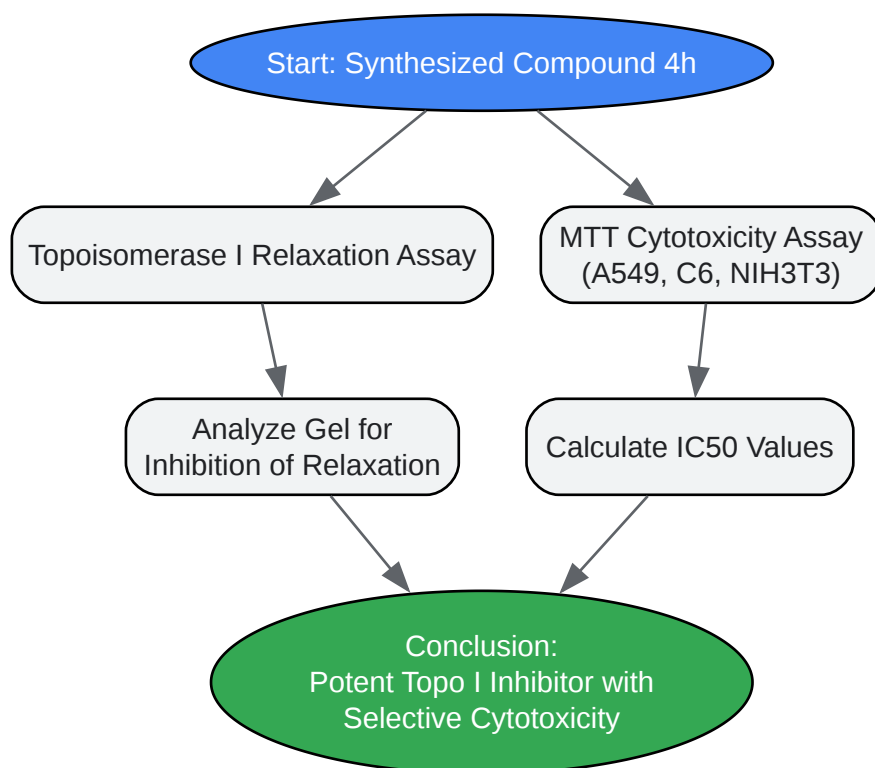 Start: Synthesized Compound 4h
Topoisomerase I Relaxation Assay
MTT Cytotoxicity Assay
(A549, C6, NIH3T3)
Analyze Gel for
Inhibition of Relaxation
Calculate IC50 Values
Conclusion:
Potent Topo I Inhibitor with
Selective Cytotoxicity